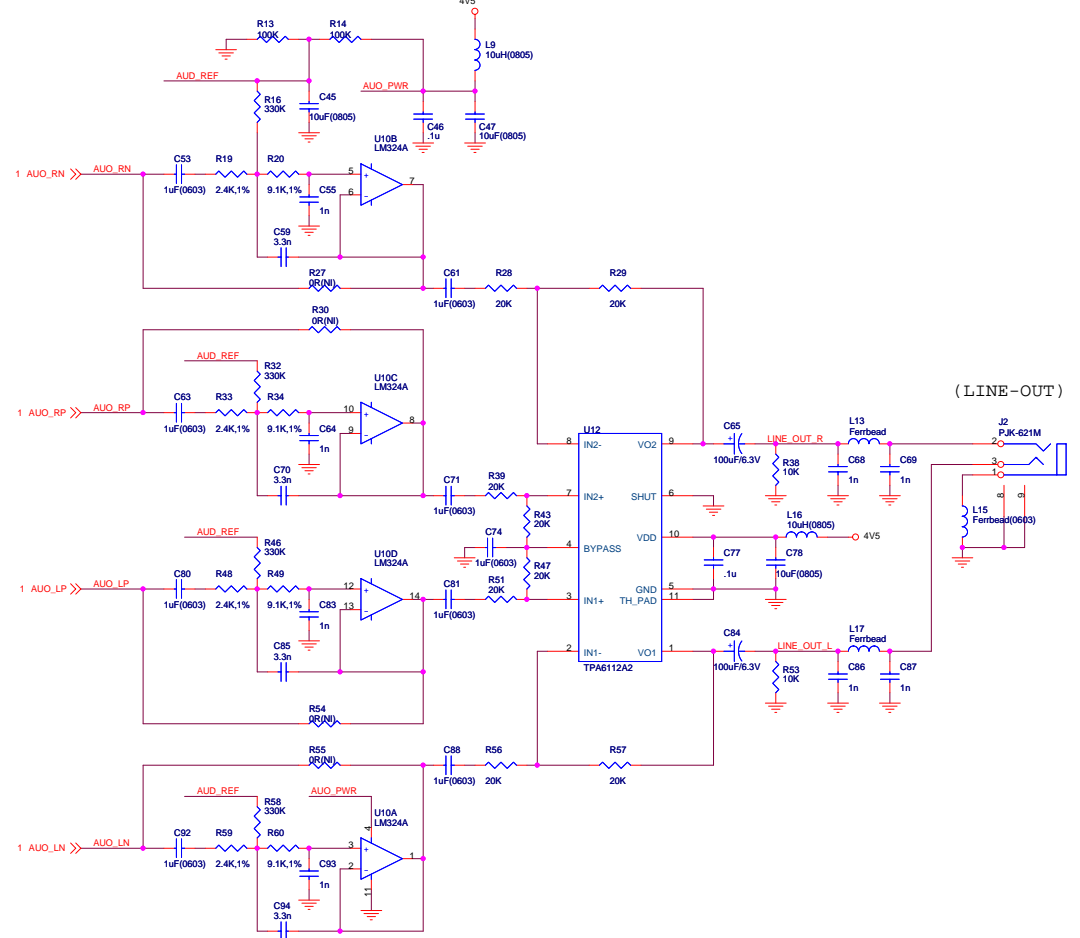 4V5
R13
100K
R14
100K
L9
10uH(0805)
AUD_REF
AUO_PWR
R16
330K
C45
10uF(0805)
C46
.1u
C47
10uF(0805)
U10B
LM324A
1 AUO_RN
AUO_RN
C53
1uF(0603)
R19
2.4K,1%
R20
9.1K,1%
C55
1n
5
+
6
-
7
C59
3.3n
R27
0R(NI)
C61
1uF(0603)
R28
20K
R29
20K
R30
0R(NI)
AUD_REF
R32
330K
U10C
LM324A
1 AUO_RP
AUO_RP
C63
1uF(0603)
R33
2.4K,1%
R34
9.1K,1%
C64
1n
10
+
9
-
8
C70
3.3n
C71
1uF(0603)
R39
20K
R43
20K
C74
1uF(0603)
R47
20K
AUD_REF
R46
330K
U10D
LM324A
1 AUO_LP
AUO_LP
C80
1uF(0603)
R48
2.4K,1%
R49
9.1K,1%
C83
1n
12
+
13
-
14
C81
1uF(0603)
R51
20K
C85
3.3n
R54
0R(NI)
U12
8 IN2-
VO2 9
7 IN2+
SHUT 6
4 BYPASS
VDD 10
GND 5
3 IN1+
TH_PAD 11
2 IN1-
VO1 1
TPA6112A2
C65
+
100uF/6.3V
LINE_OUT_R
R38
10K
L13
Ferrbead
C68
1n
C69
1n
(LINE-OUT)
J2
PJK-621M
2
3
1
8
9
L15
Ferrbead(0603)
L16
10uH(0805)
4V5
C77
.1u
C78
10uF(0805)
C84
+
100uF/6.3V
LINE_OUT_L
R53
10K
L17
Ferrbead
C86
1n
C87
1n
R55
0R(NI)
C88
1uF(0603)
R56
20K
R57
20K
AUD_REF
AUO_PWR
R58
330K
U10A
LM324A
1 AUO_LN
AUO_LN
C92
1uF(0603)
R59
2.4K,1%
R60
9.1K,1%
C93
1n
4
3
+
2
-
1
11
C94
3.3n